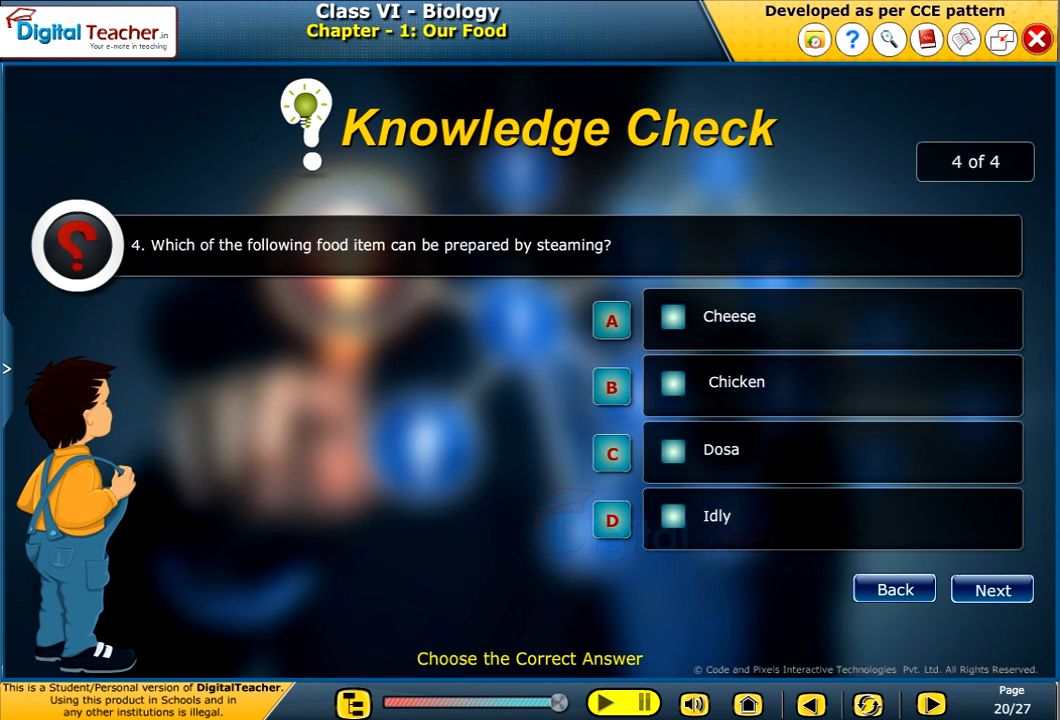 Digital Teacher.in
Your e-mate in teaching
Class VI - Biology
Chapter - 1: Our Food
Developed as per CCE pattern
Knowledge Check
4 of 4
4. Which of the following food item can be prepared by steaming?
A Cheese
B Chicken
C Dosa
D Idly
Digital Teacher
Back Next
Choose the Correct Answer
© Code and Pixels Interactive Technologies Pvt. Ltd. All Rights Reserved.
This is a Student/Personal version of DigitalTeacher.
Using this product in Schools and in
any other institutions is illegal.
Page
20/27